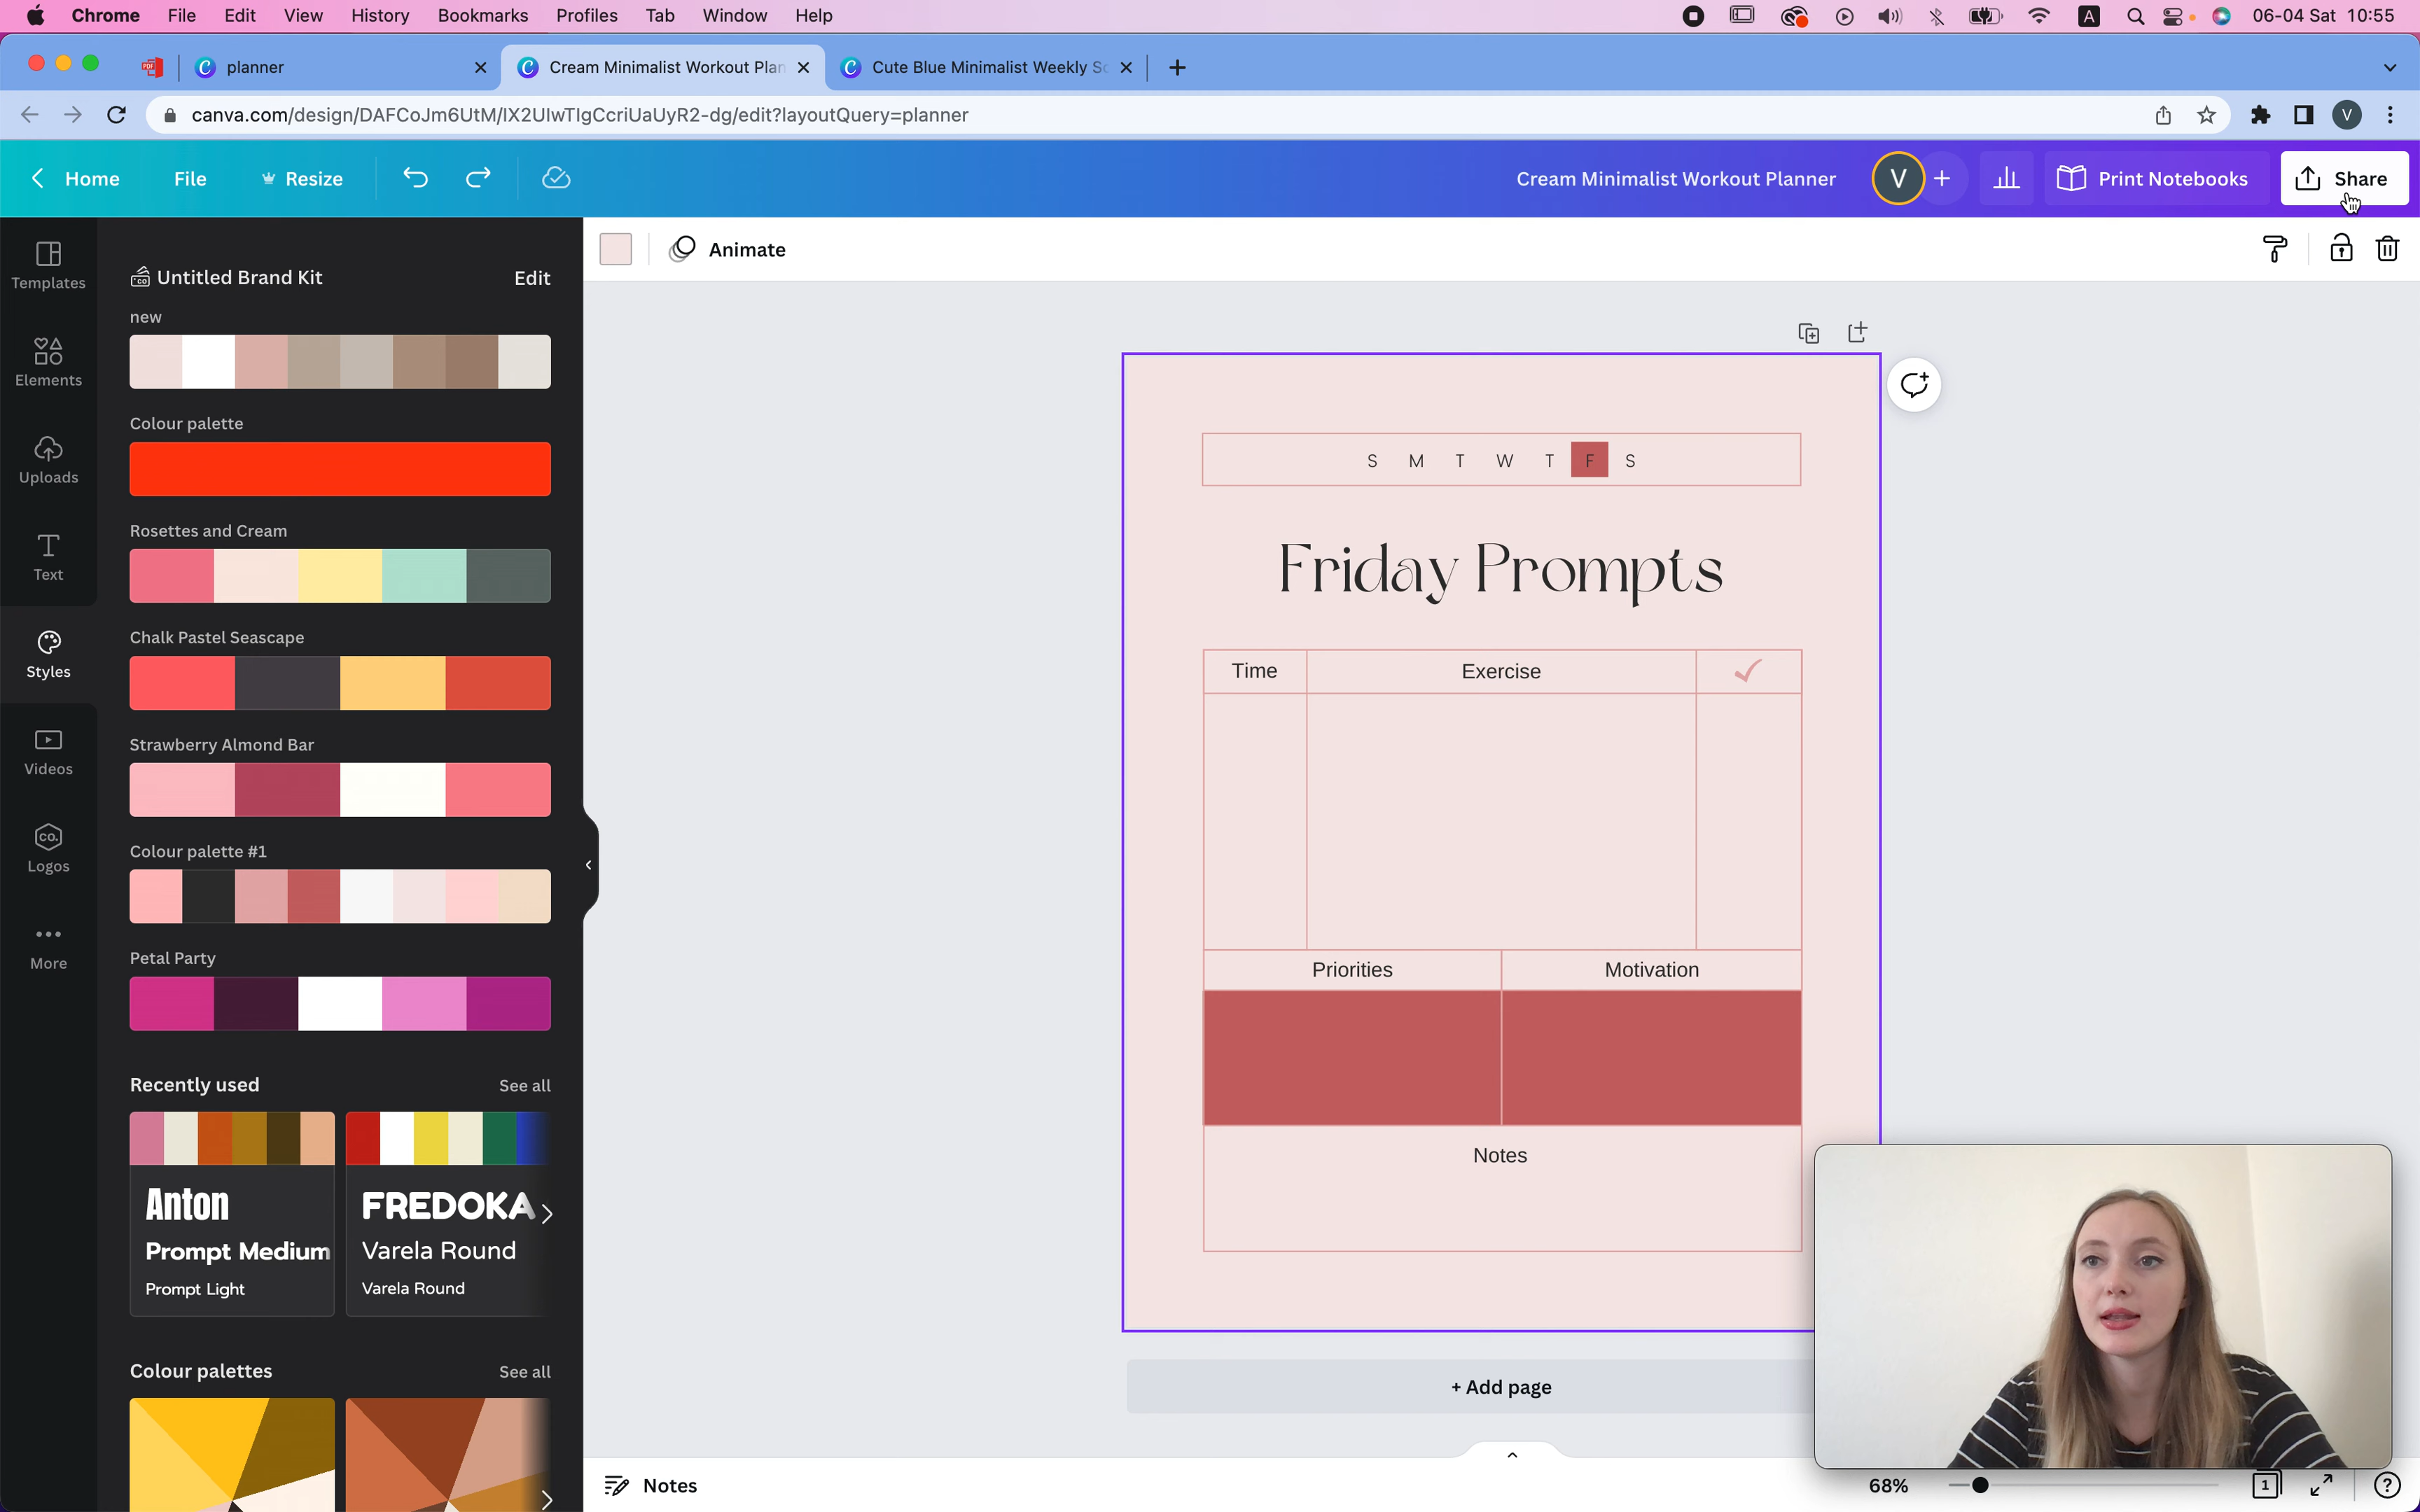 Chrome File Edit View History Bookmarks Profiles Tab Window Help
A 06-04 Sat 10:55
PDF planner Cream Minimalist Workout Plan Cute Blue Minimalist Weekly Sc
canva.com/design/DAFCoJm6UtM/IX2UIwTIgCcriUaUyR2-dg/edit?layoutQuery=planner
V
Home File Resize Cream Minimalist Workout Planner V + Print Notebooks Share
Animate
Templates
Elements
Uploads
Text
Styles
Videos
co.
Logos
More
co Untitled Brand Kit Edit
new
Colour palette
Rosettes and Cream
Chalk Pastel Seascape
Strawberry Almond Bar
Colour palette #1
Petal Party
Recently used See all
Anton
Prompt Medium
Prompt Light
FREDOKA
Varela Round
Varela Round
Colour palettes See all
S M T W T F S
Friday Prompts
Time Exercise
Priorities Motivation
Notes
+ Add page
Notes 68% 1 ?